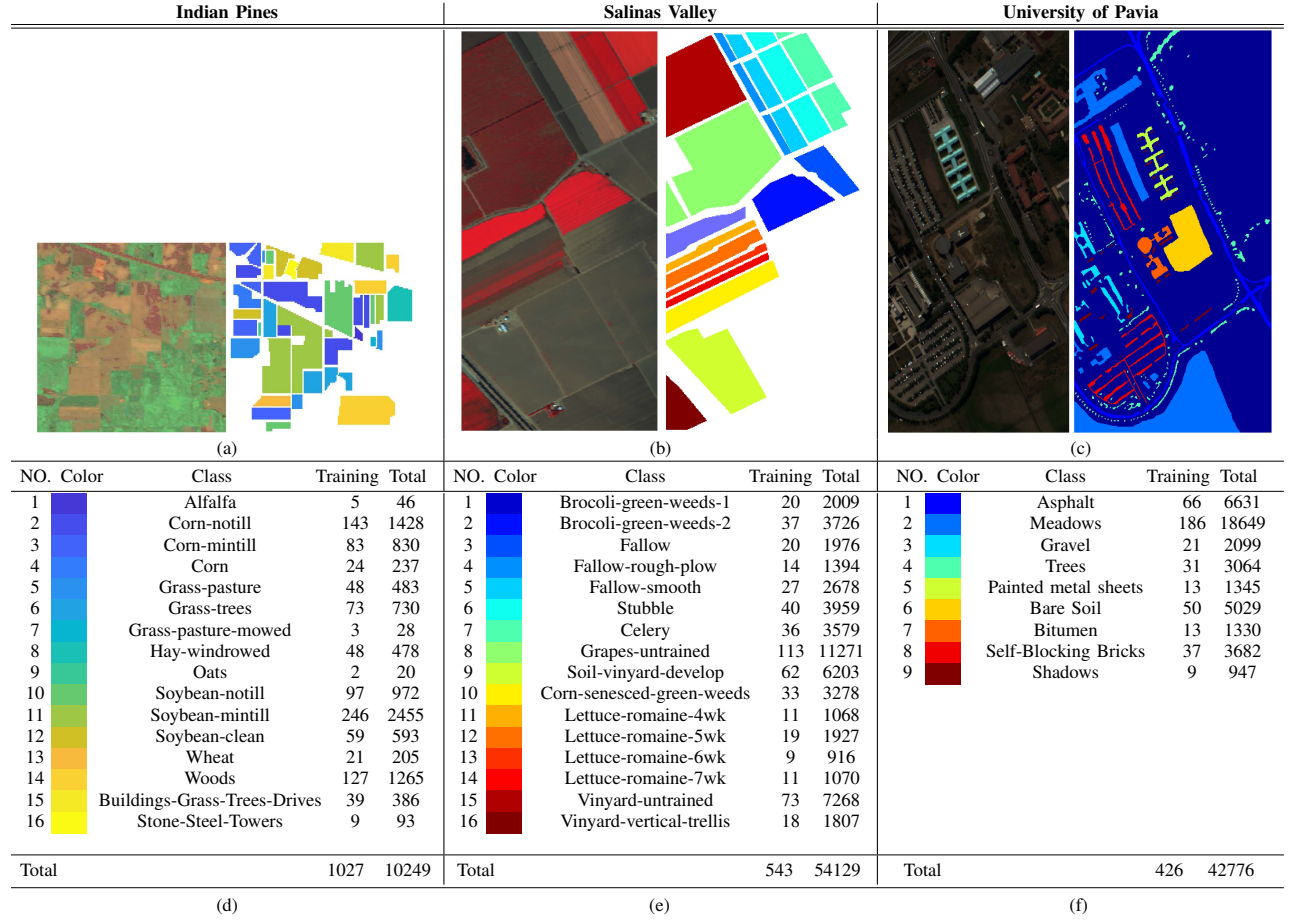 Indian Pines
Salinas Valley
University of Pavia
(a)
(b)
(c)
NO. Color Class Training Total
1 Alfalfa 5 46
2 Corn-notill 143 1428
3 Corn-mintill 83 830
4 Corn 24 237
5 Grass-pasture 48 483
6 Grass-trees 73 730
7 Grass-pasture-mowed 3 28
8 Hay-windrowed 48 478
9 Oats 2 20
10 Soybean-notill 97 972
11 Soybean-mintill 246 2455
12 Soybean-clean 59 593
13 Wheat 21 205
14 Woods 127 1265
15 Buildings-Grass-Trees-Drives 39 386
16 Stone-Steel-Towers 9 93
Total 1027 10249
(d)
NO. Color Class Training Total
1 Brocoli-green-weeds-1 20 2009
2 Brocoli-green-weeds-2 37 3726
3 Fallow 20 1976
4 Fallow-rough-plow 14 1394
5 Fallow-smooth 27 2678
6 Stubble 40 3959
7 Celery 36 3579
8 Grapes-untrained 113 11271
9 Soil-vinyard-develop 62 6203
10 Corn-senesced-green-weeds 33 3278
11 Lettuce-romaine-4wk 11 1068
12 Lettuce-romaine-5wk 19 1927
13 Lettuce-romaine-6wk 9 916
14 Lettuce-romaine-7wk 11 1070
15 Vinyard-untrained 73 7268
16 Vinyard-vertical-trellis 18 1807
Total 543 54129
(e)
NO. Color Class Training Total
1 Asphalt 66 6631
2 Meadows 186 18649
3 Gravel 21 2099
4 Trees 31 3064
5 Painted metal sheets 13 1345
6 Bare Soil 50 5029
7 Bitumen 13 1330
8 Self-Blocking Bricks 37 3682
9 Shadows 9 947
Total 426 42776
(f)